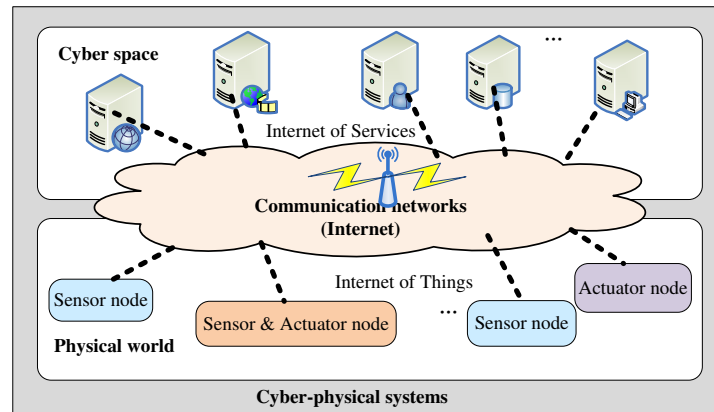 ...
Cyber space
Internet of Services
Communication networks
(Internet)
Internet of Things
Sensor node
Actuator node
Sensor & Actuator node
...
Sensor node
Physical world
Cyber-physical systems